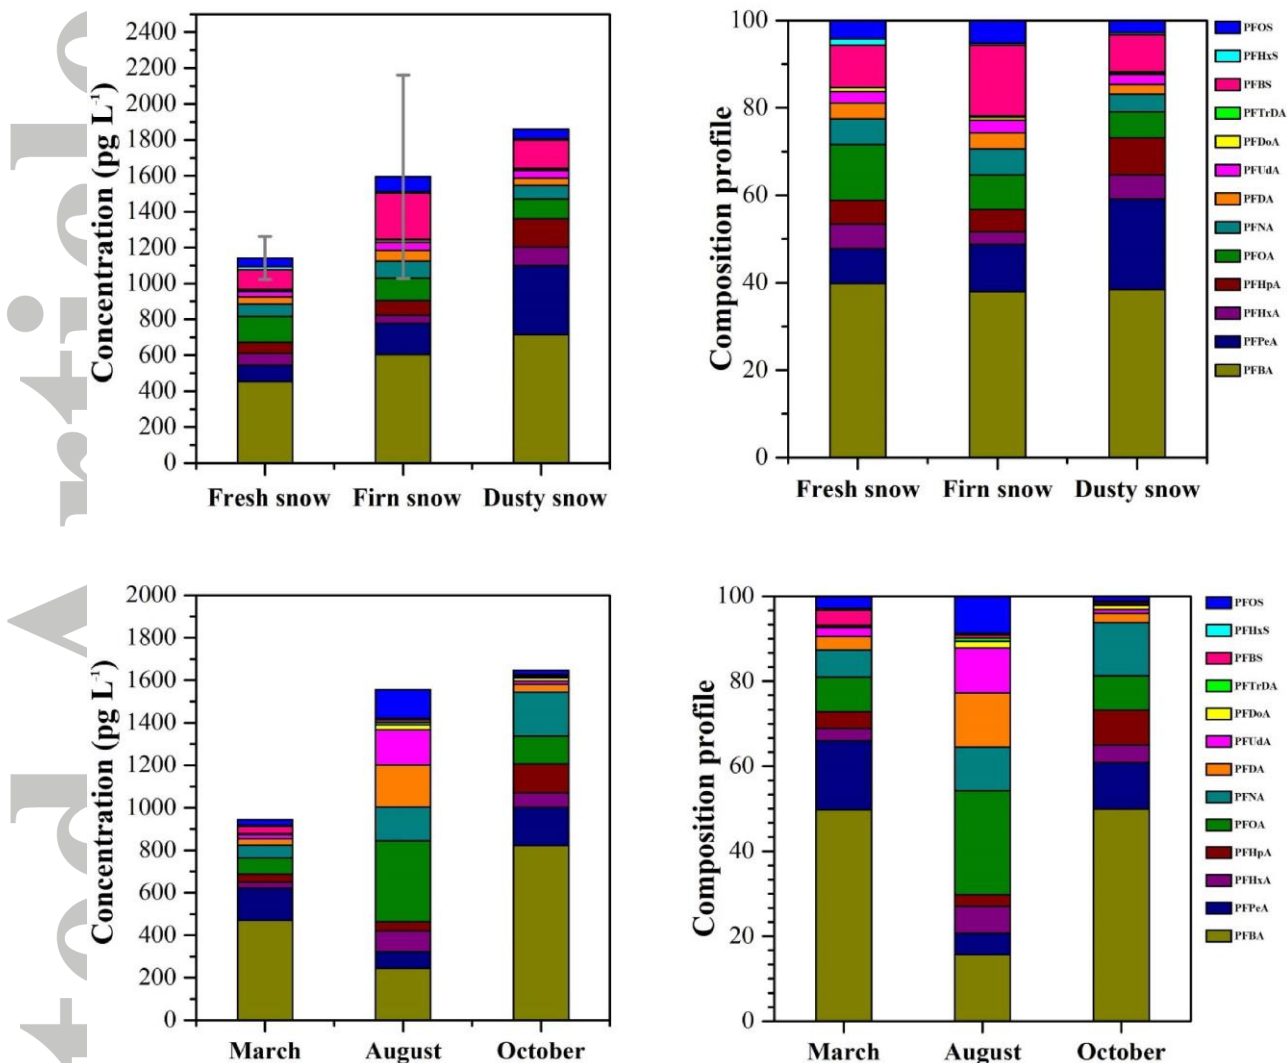 2400
2200
2000
1800
1600
1400
1200
1000
800
600
400
200
0
Concentration (pg L⁻¹)
Fresh snow Firn snow Dusty snow
100
80
60
40
20
0
Composition profile
Fresh snow Firn snow Dusty snow
PFOS
PFHxS
PFBS
PFTrDA
PFDoA
PFUdA
PFDA
PFNA
PFOA
PFHpA
PFHxA
PFPeA
PFBA
2000
1800
1600
1400
1200
1000
800
600
400
200
0
Concentration (pg L⁻¹)
March August October
100
80
60
40
20
0
Composition profile
March August October
PFOS
PFHxS
PFBS
PFTrDA
PFDoA
PFUdA
PFDA
PFNA
PFOA
PFHpA
PFHxA
PFPeA
PFBA
ted Article